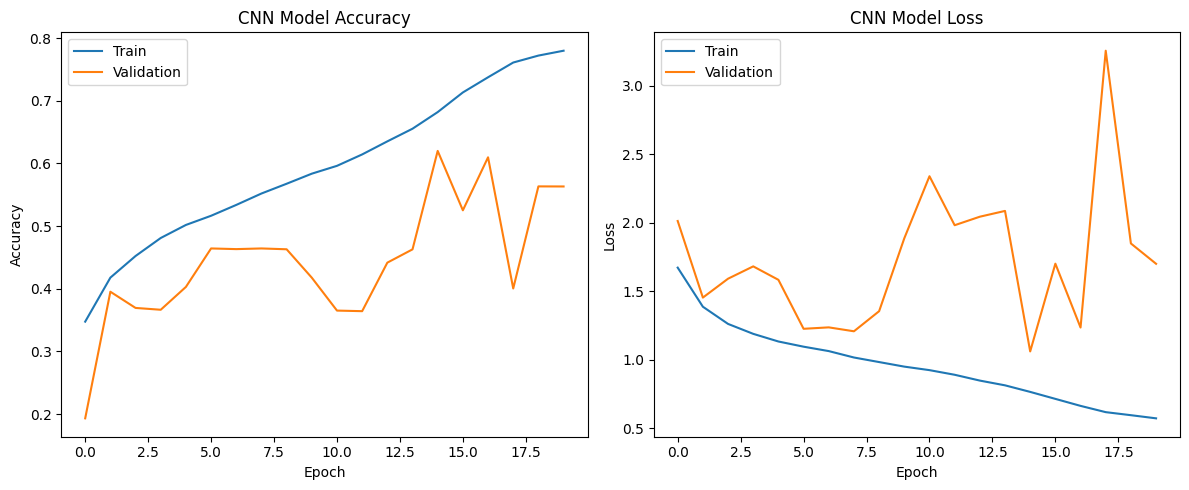 CNN Model Accuracy
Train
Validation
0.8
0.7
0.6
0.5
0.4
0.3
0.2
Accuracy
0.0 2.5 5.0 7.5 10.0 12.5 15.0 17.5
Epoch
CNN Model Loss
Train
Validation
3.0
2.5
2.0
1.5
1.0
0.5
Loss
0.0 2.5 5.0 7.5 10.0 12.5 15.0 17.5
Epoch